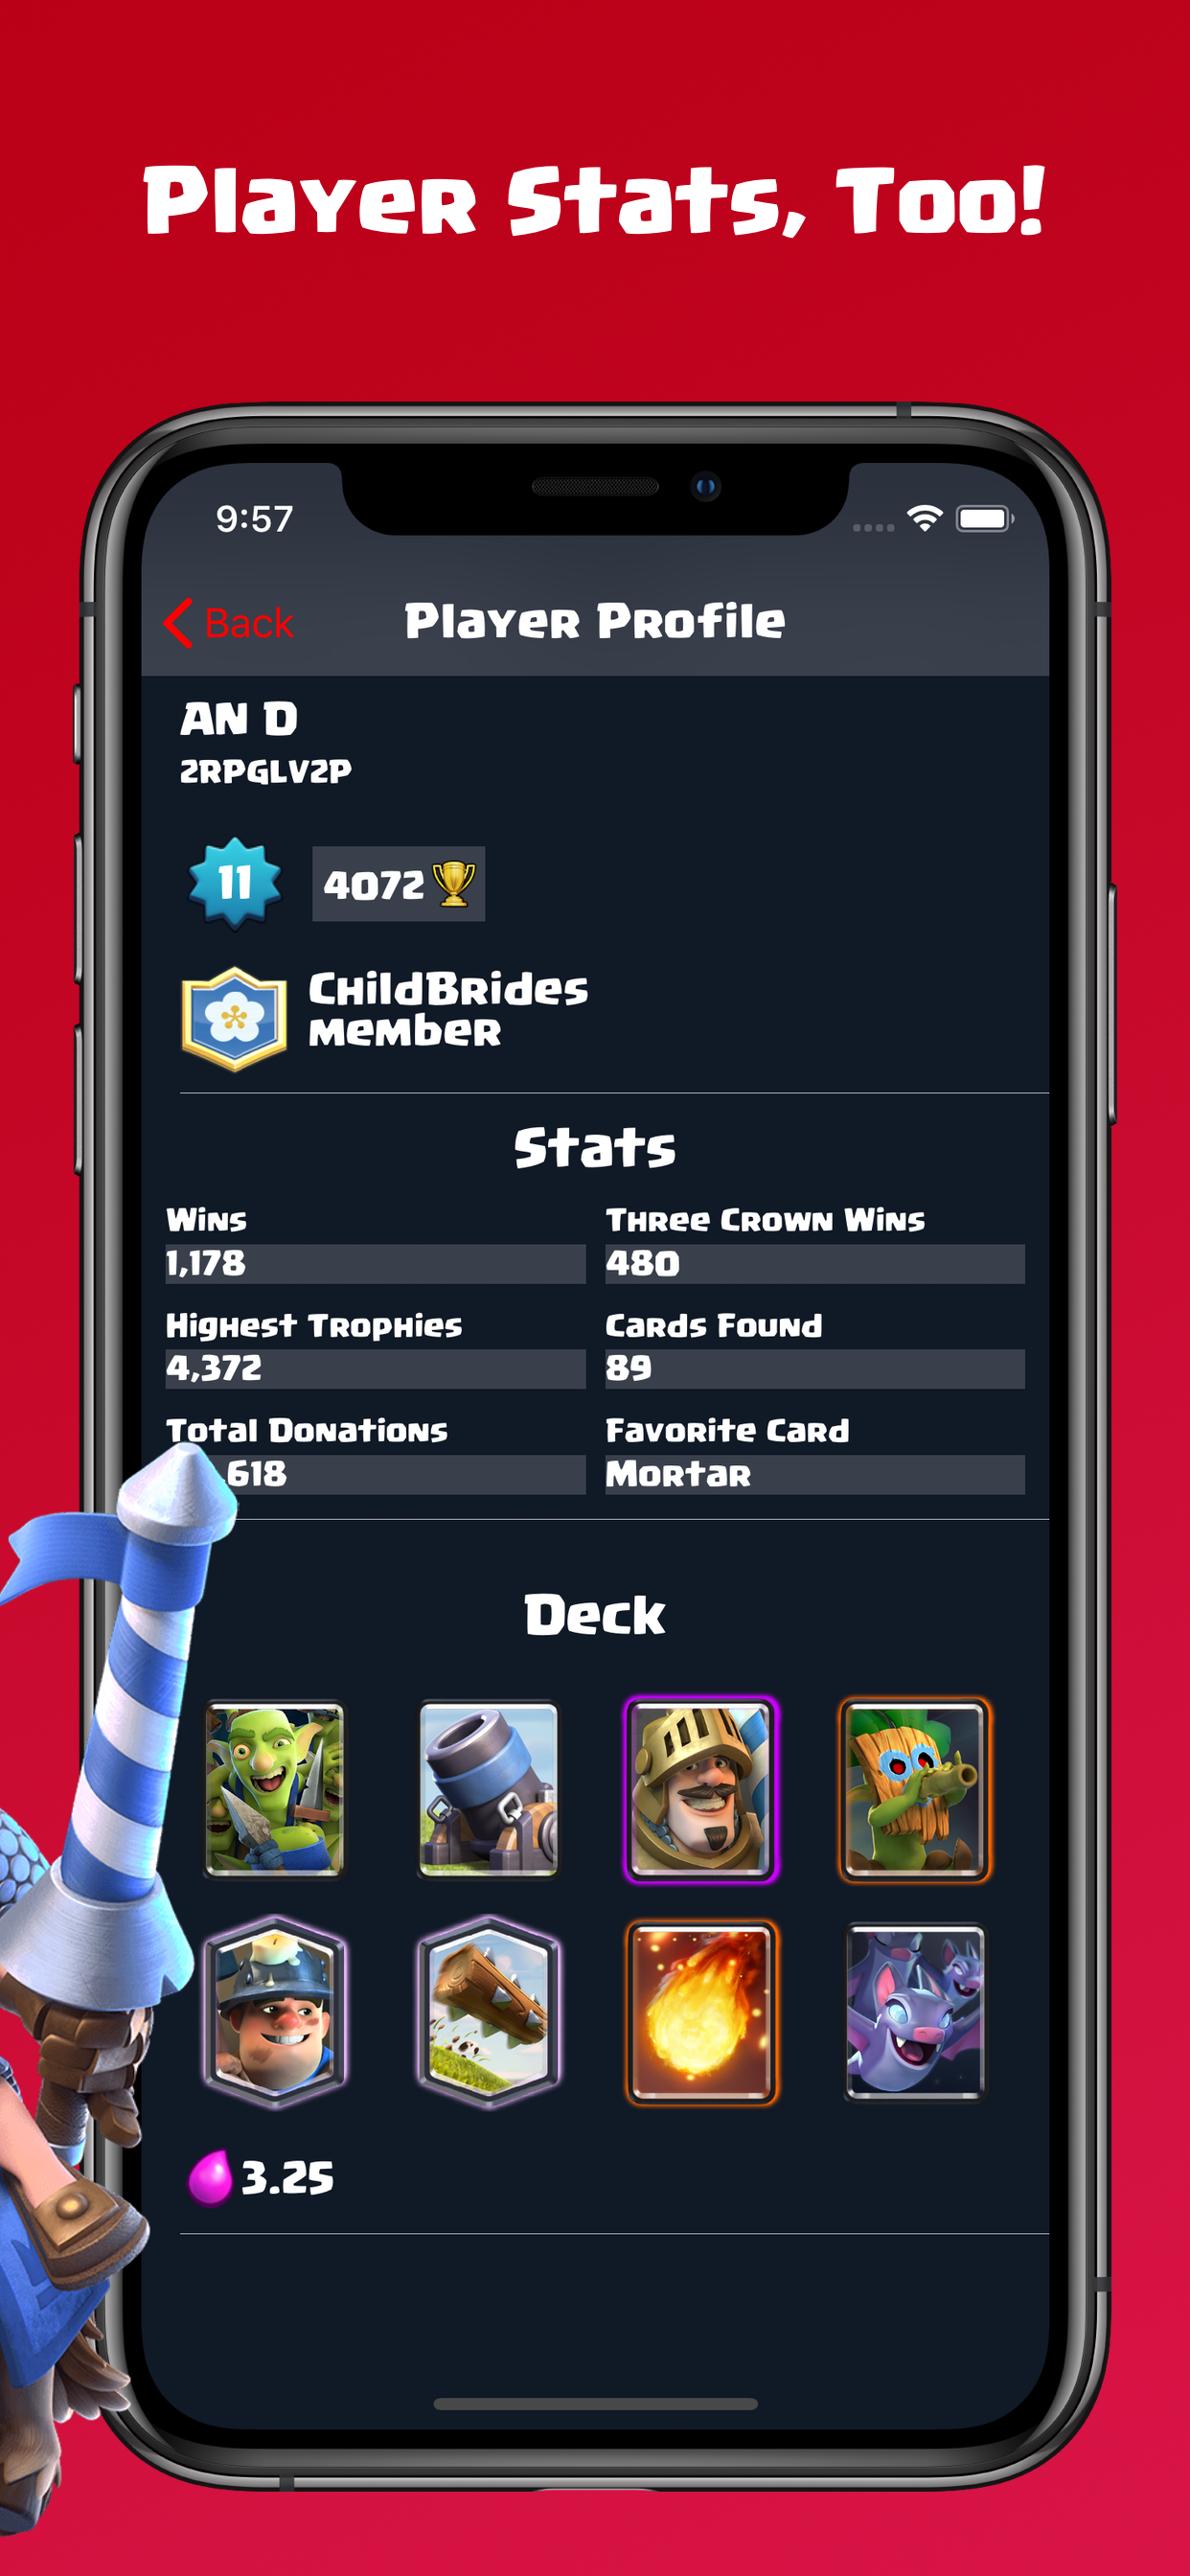 Player Stats, Too!
9:57
Back
Player Profile
AN D
2RPGLV2P
11
4072
ChildBrides
member
Stats
Wins
Three Crown Wins
1,178
480
Highest Trophies
Cards Found
4,372
89
Total Donations
Favorite Card
,618
Mortar
Deck
3.25